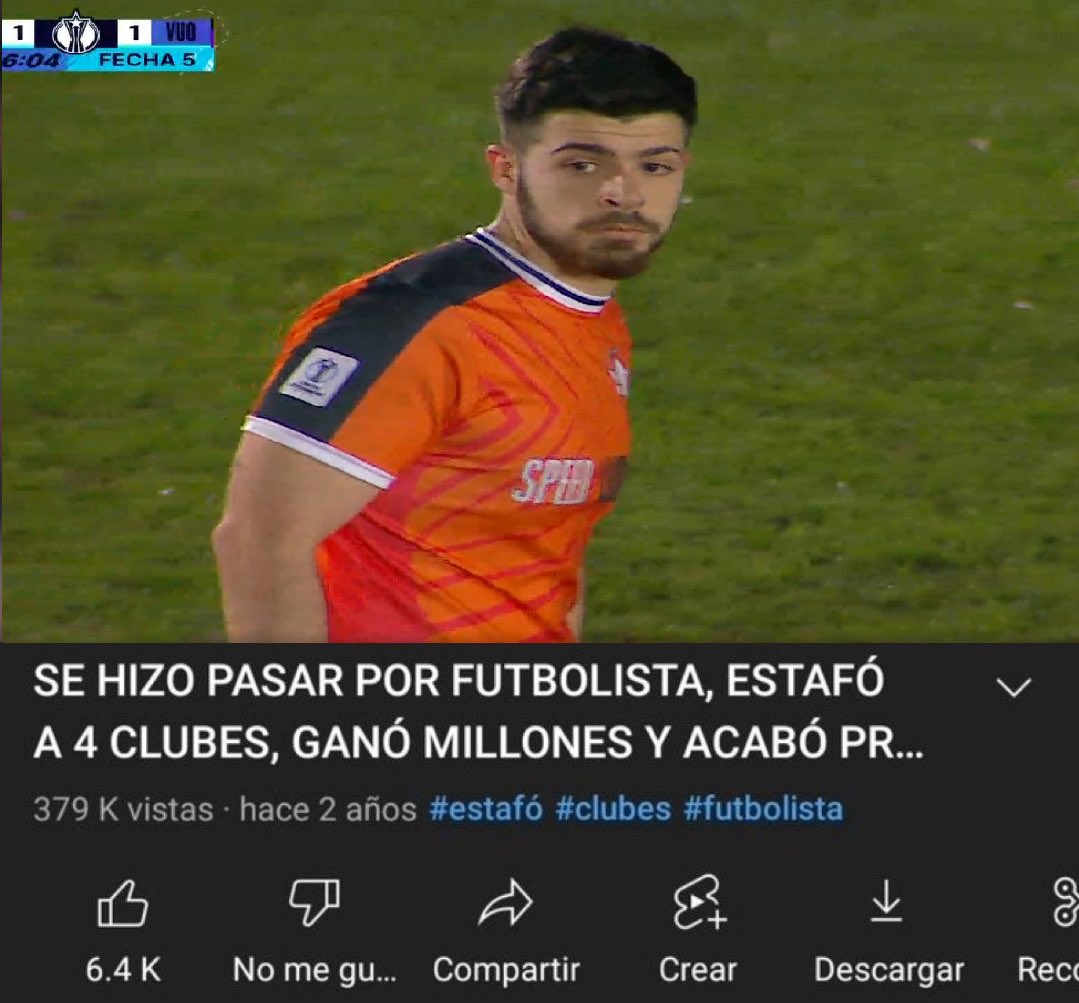 1 1 VUO
6:04 FECHA 5
SPEED
SE HIZO PASAR POR FUTBOLISTA, ESTAFÓ
A 4 CLUBES, GANÓ MILLONES Y ACABÓ PR...
379 K vistas · hace 2 años #estafó #clubes #futbolista
6.4 K No me gu... Compartir Crear Descargar Reco